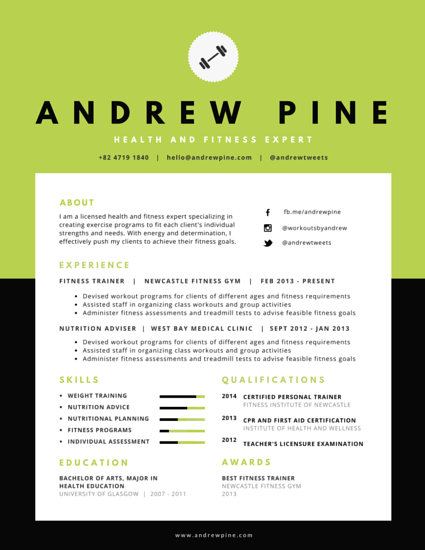 ANDREW PINE
HEALTH AND FITNESS EXPERT
+82 4719 1840 | hello@andrewpine.com | @andrewtweets
ABOUT
I am a licensed health and fitness expert specializing in
creating exercise programs to fit each client's individual
strengths and needs. With energy and determination, I
effectively push my clients to achieve their fitness goals.
fb.me/andrewpine
@workoutsbyandrew
@andrewtweets
EXPERIENCE
FITNESS TRAINER | NEWCASTLE FITNESS GYM | FEB 2013 - PRESENT
• Devised workout programs for clients of different ages and fitness requirements
• Assisted staff in organizing class workouts and group activities
• Administer fitness assessments and treadmill tests to advise feasible fitness goals
NUTRITION ADVISER | WEST BAY MEDICAL CLINIC | SEPT 2012 - JAN 2013
• Devised workout programs for clients of different ages and fitness requirements
• Assisted staff in organizing class workouts and group activities
• Administer fitness assessments and treadmill tests to advise feasible fitness goals
SKILLS
• WEIGHT TRAINING
• NUTRITION ADVICE
• NUTRITIONAL PLANNING
• FITNESS PROGRAMS
• INDIVIDUAL ASSESSMENT
QUALIFICATIONS
2014 CERTIFIED PERSONAL TRAINER
FITNESS INSTITUTE OF NEWCASTLE
2013 CPR AND FIRST AID CERTIFICATION
INSTITUTE OF HEALTH AND WELLNESS
2012 TEACHER'S LICENSURE EXAMINATION
EDUCATION
BACHELOR OF ARTS, MAJOR IN
HEALTH EDUCATION
UNIVERSITY OF GLASGOW | 2007 - 2011
AWARDS
BEST FITNESS TRAINER
NEWCASTLE FITNESS GYM
2013
www.andrewpine.com